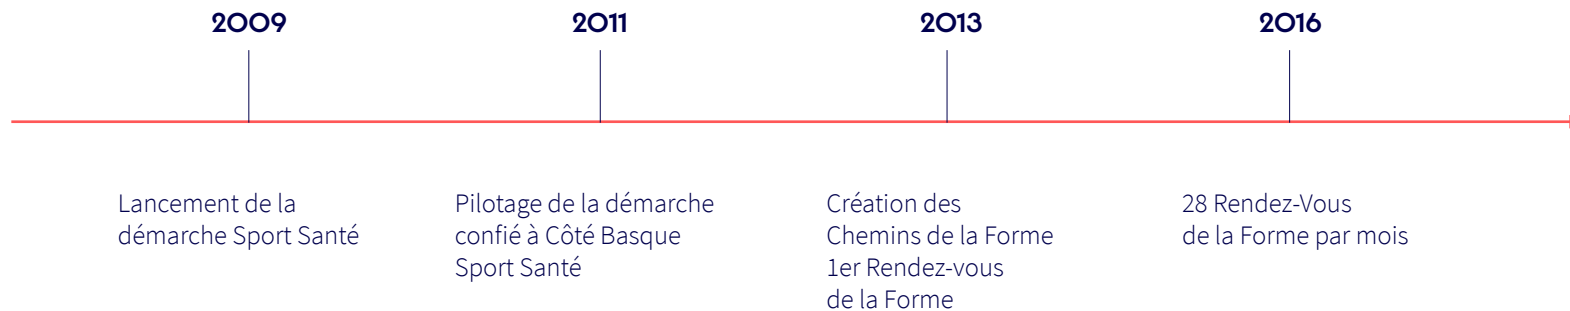 2009
2011
2013
2016
Lancement de la
démarche Sport Santé
Pilotage de la démarche
confié à Côté Basque
Sport Santé
Création des
Chemins de la Forme
1er Rendez-vous
de la Forme
28 Rendez-Vous
de la Forme par mois